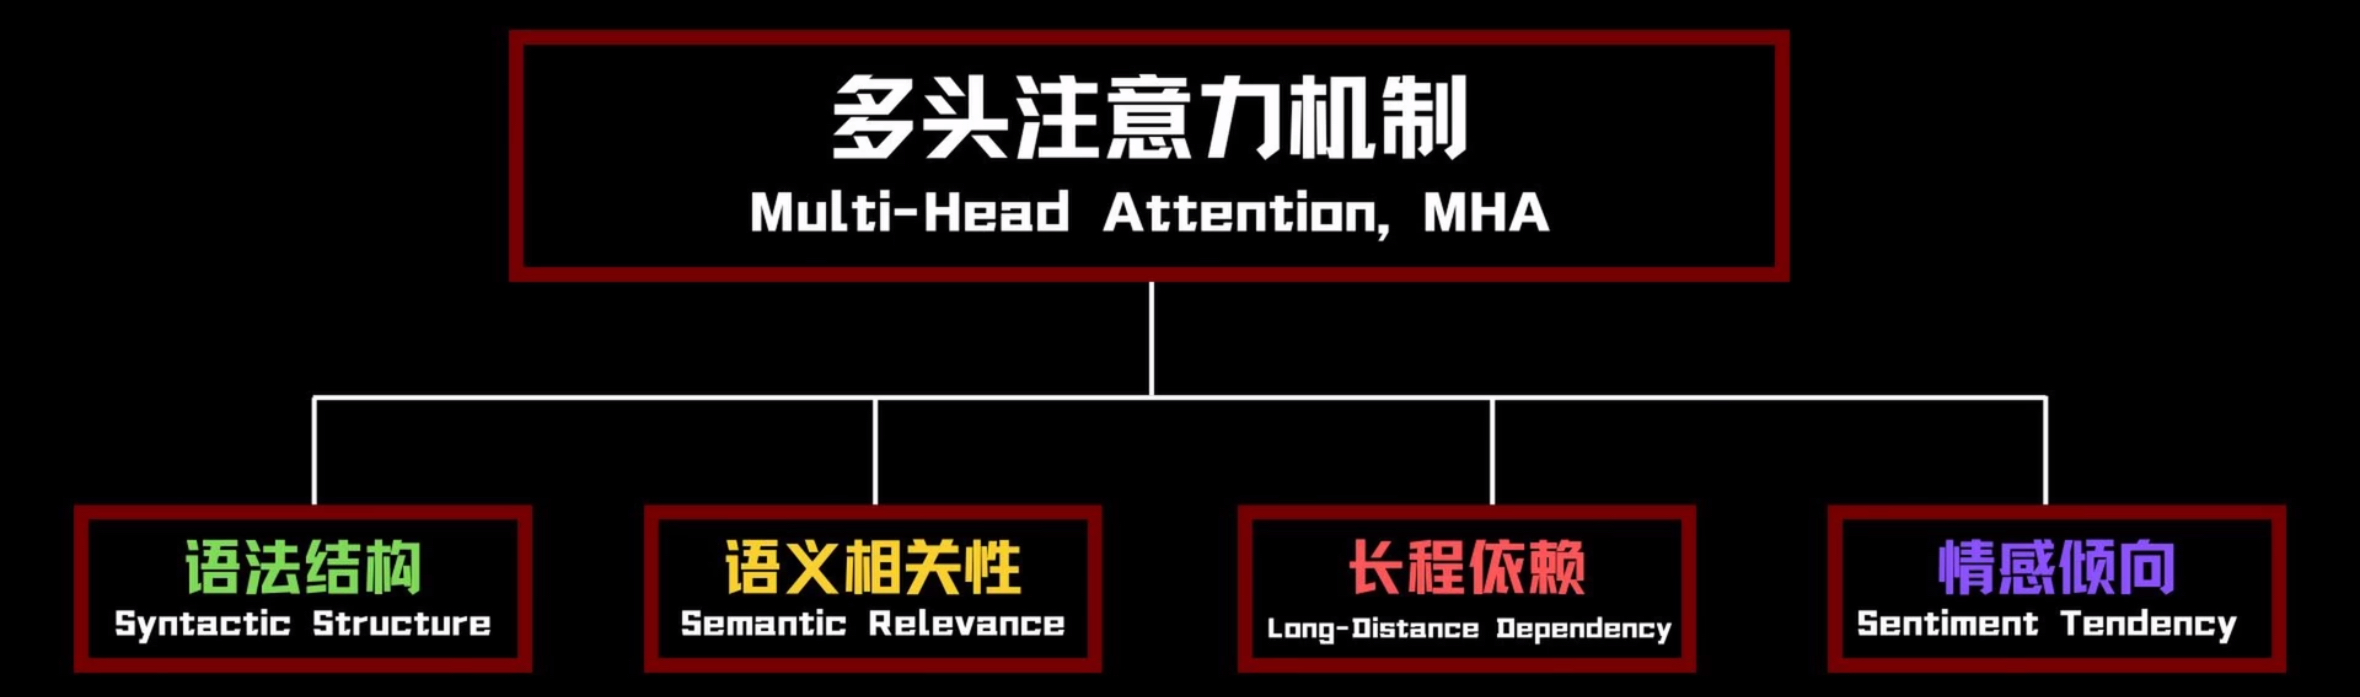 多头注意力机制
Multi-Head Attention, MHA
语法结构
Syntactic Structure
语义相关性
Semantic Relevance
长程依赖
Long-Distance Dependency
情感倾向
Sentiment Tendency